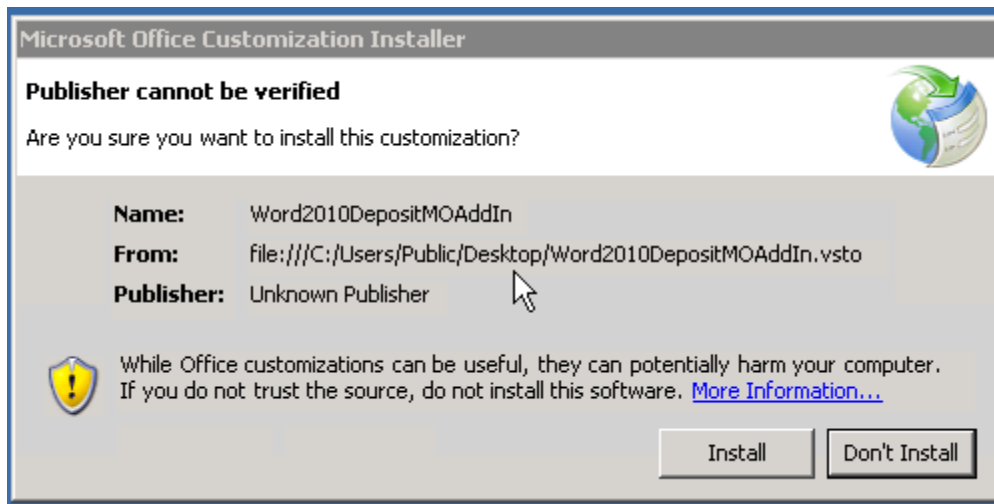 Microsoft Office Customization Installer
Publisher cannot be verified
Are you sure you want to install this customization?
Name: Word2010DepositMOAddIn
From: file:///C:/Users/Public/Desktop/Word2010DepositMOAddIn.vsto
Publisher: Unknown Publisher
While Office customizations can be useful, they can potentially harm your computer.
If you do not trust the source, do not install this software. More Information...
Install Don't Install